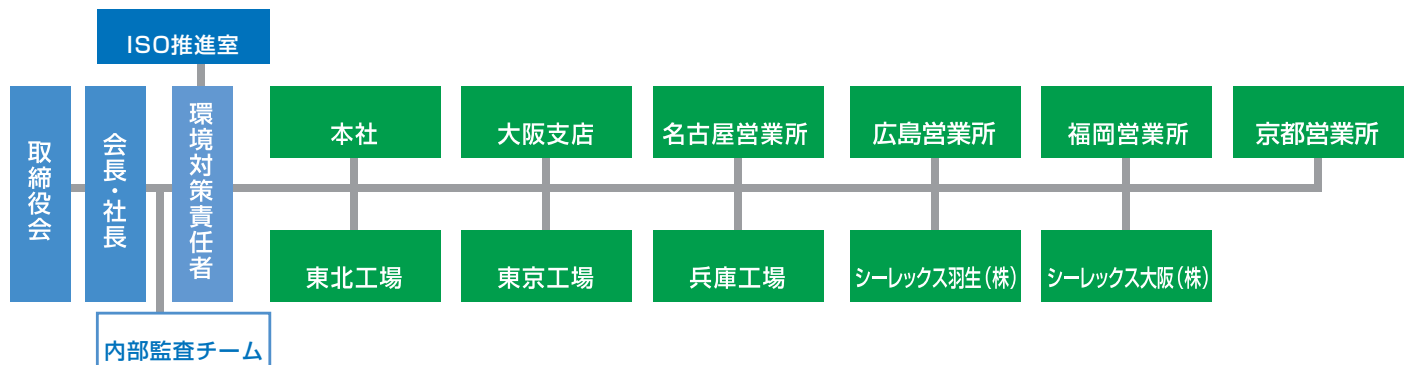 ISO推進室
取締役会
会長・社長
環境対策責任者
本社
大阪支店
名古屋営業所
広島営業所
福岡営業所
京都営業所
東北工場
東京工場
兵庫工場
シーレックス羽生(株)
シーレックス大阪(株)
内部監査チーム